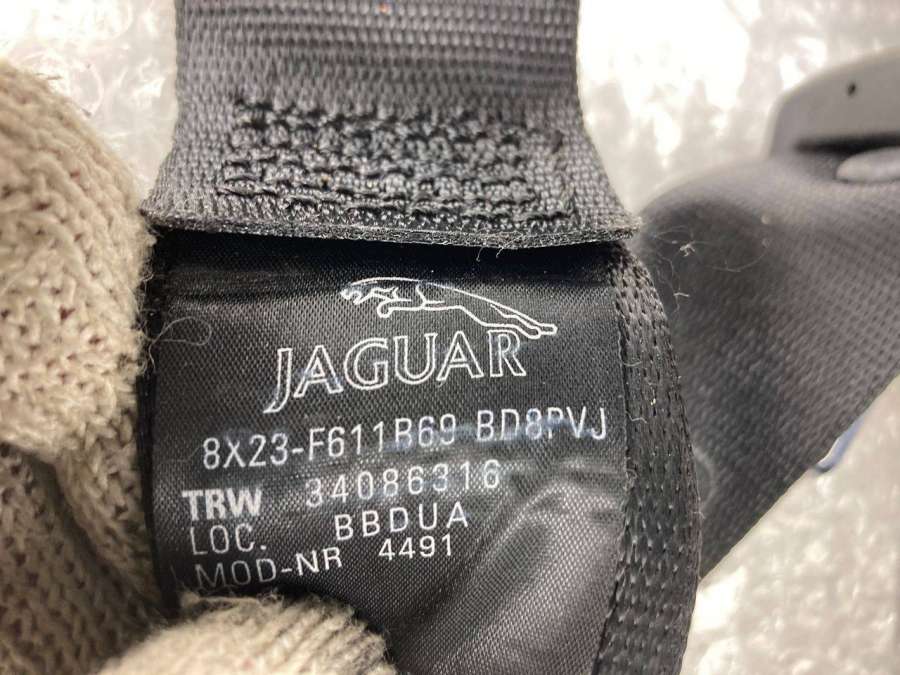 JAGUAR
8X23-F611B69 BD8PVJ
TRW 34086316
LOC. BBDUA
MOD-NR 4491